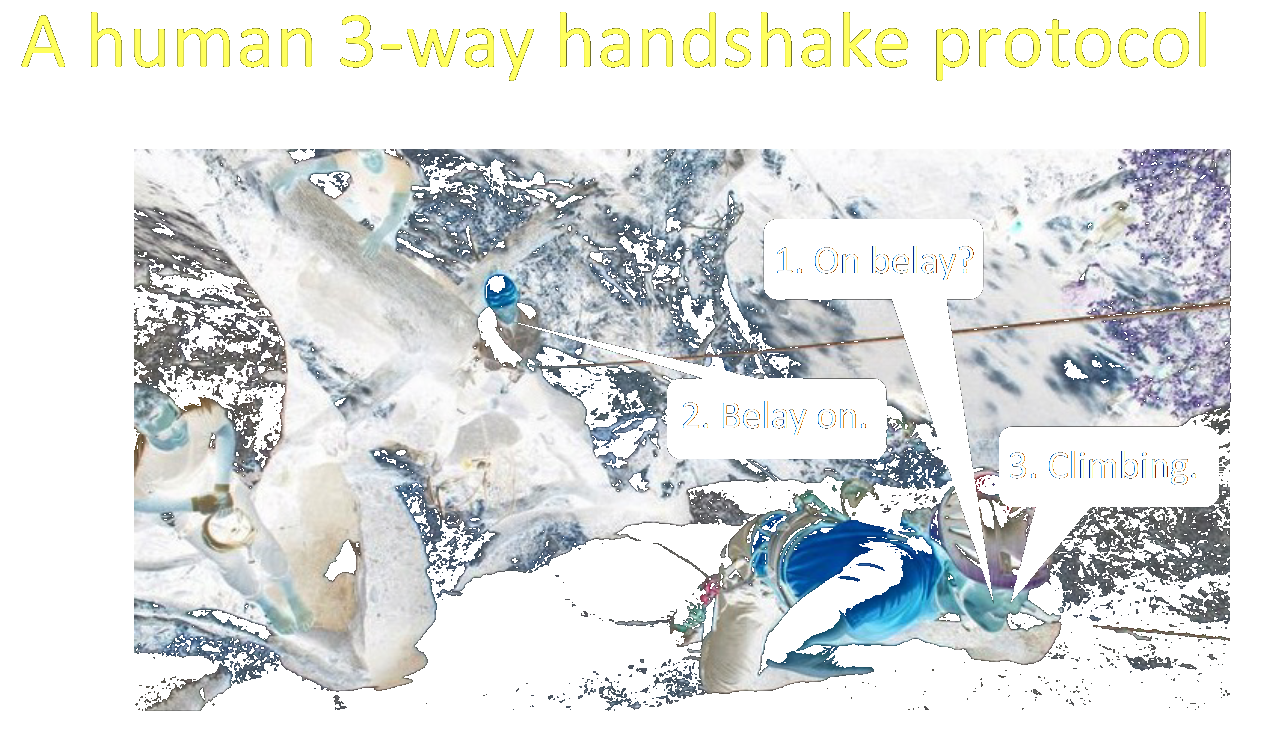 A human 3-way handshake protocol
1. On belay?
2. Belay on.
3. Climbing.